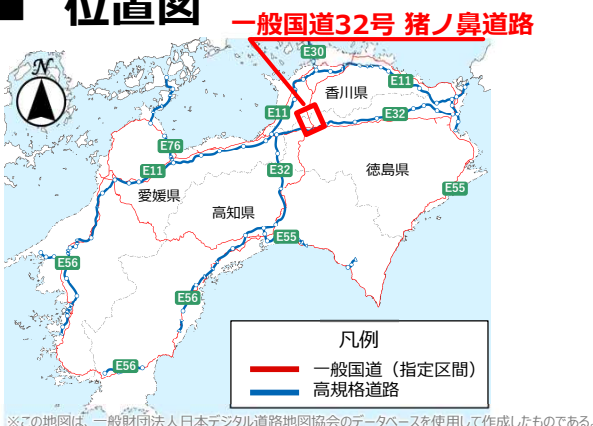 ■ 位置図
一般国道32号 猪ノ鼻道路
N
E30
E11
香川県
E11
E32
E76
E11
E32
徳島県
愛媛県
E55
高知県
E55
E56
E56
E56
凡例
一般国道（指定区間）
高規格道路
※この地図は、一般財団法人日本デジタル道路地図協会のデータベースを使用して作成したものである。